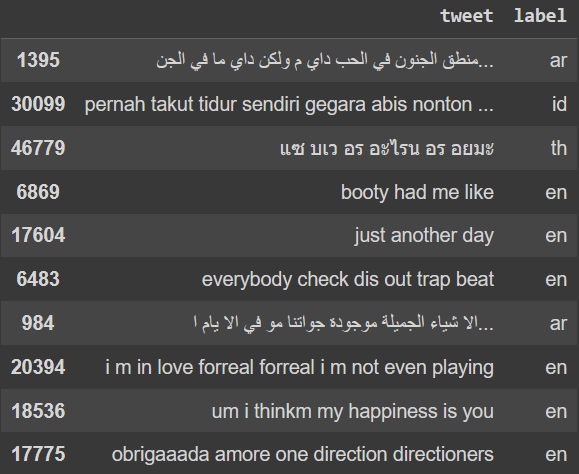 tweet label
1395 منطق الجنون في الحب داي م ولكن داي ما في الجن... ar
30099 pernah takut tidur sendiri gegara abis nonton ... id
46779 แซ บเว อร อะไรน อร อยมะ th
6869 booty had me like en
17604 just another day en
6483 everybody check dis out trap beat en
984 الا شياء الجميلة موجودة جواتنا مو في الا يام ا... ar
20394 i m in love forreal forreal i m not even playing en
18536 um i thinkm my happiness is you en
17775 obrigaaada amore one direction directioners en